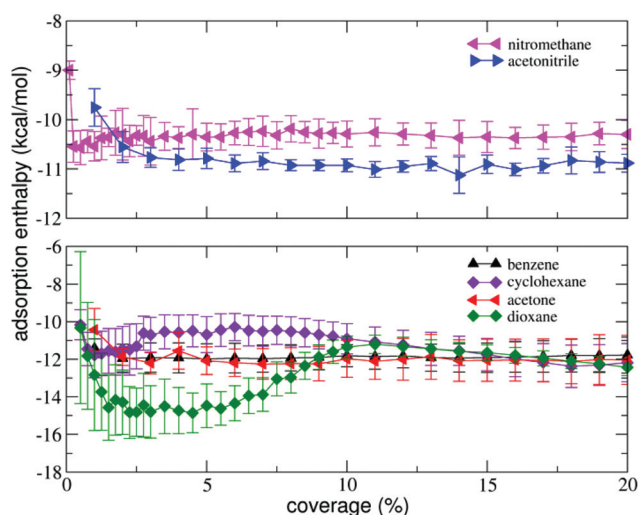 -8
nitromethane
acetonitrile
-9
-10
-11
-12
adsorption enthalpy (kcal/mol)
-6
benzene
cyclohexane
acetone
dioxane
-8
-10
-12
-14
-16
-18
0 5 10 15 20
coverage (%)